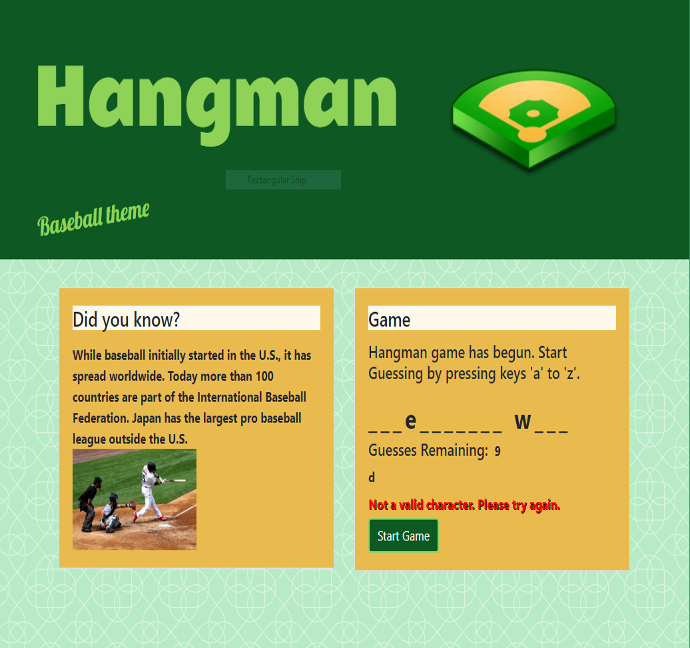 Hangman
Rectangular Snip
Baseball theme
Did you know?
While baseball initially started in the U.S., it has
spread worldwide. Today more than 100
countries are part of the International Baseball
Federation. Japan has the largest pro baseball
league outside the U.S.
Game
Hangman game has begun. Start
Guessing by pressing keys 'a' to 'z'.
_ _ _ e _ _ _ _ _ _ _ w _ _ _
Guesses Remaining: 9
d
Not a valid character. Please try again.
Start Game